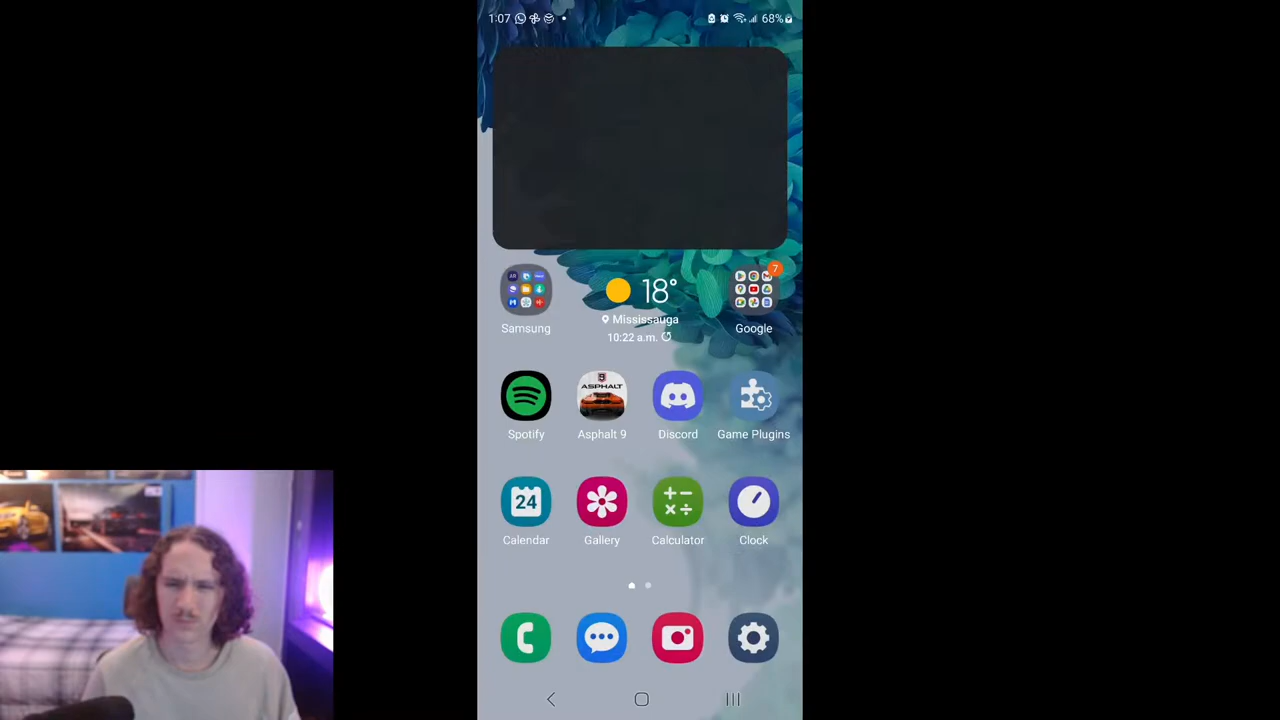 1:07 68%
7
Samsung
18°
Mississauga
10:22 a.m.
Google
ASPHALT
Spotify
Asphalt 9
Discord
Game Plugins
24
Calendar
Gallery
Calculator
Clock